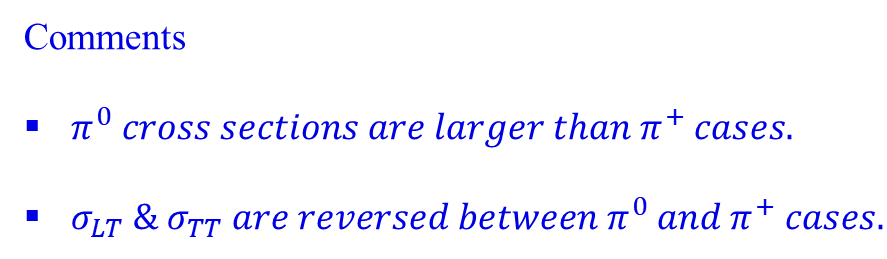 Comments
▪ π⁰ cross sections are larger than π⁺ cases.
▪ σ_LT & σ_TT are reversed between π⁰ and π⁺ cases.